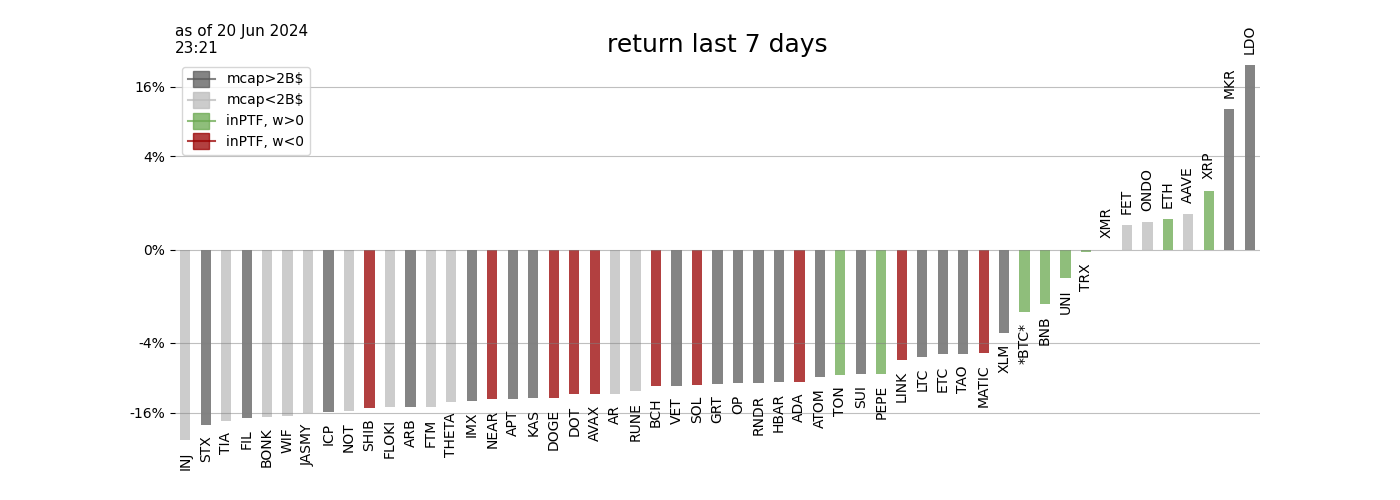 as of 20 Jun 2024
23:21
return last 7 days
mcap>2B$
mcap<2B$
inPTF, w>0
inPTF, w<0
16%
4%
0%
-4%
-16%
INJ
STX
TIA
FIL
BONK
WIF
JASMY
ICP
NOT
SHIB
FLOKI
ARB
FTM
THETA
IMX
NEAR
APT
KAS
DOGE
DOT
AVAX
AR
RUNE
BCH
VET
SOL
GRT
OP
RNDR
HBAR
ADA
ATOM
TON
SUI
PEPE
LINK
LTC
ETC
TAO
MATIC
XLM
*BTC*
BNB
UNI
TRX
XMR
FET
ONDO
ETH
AAVE
XRP
MKR
LDO